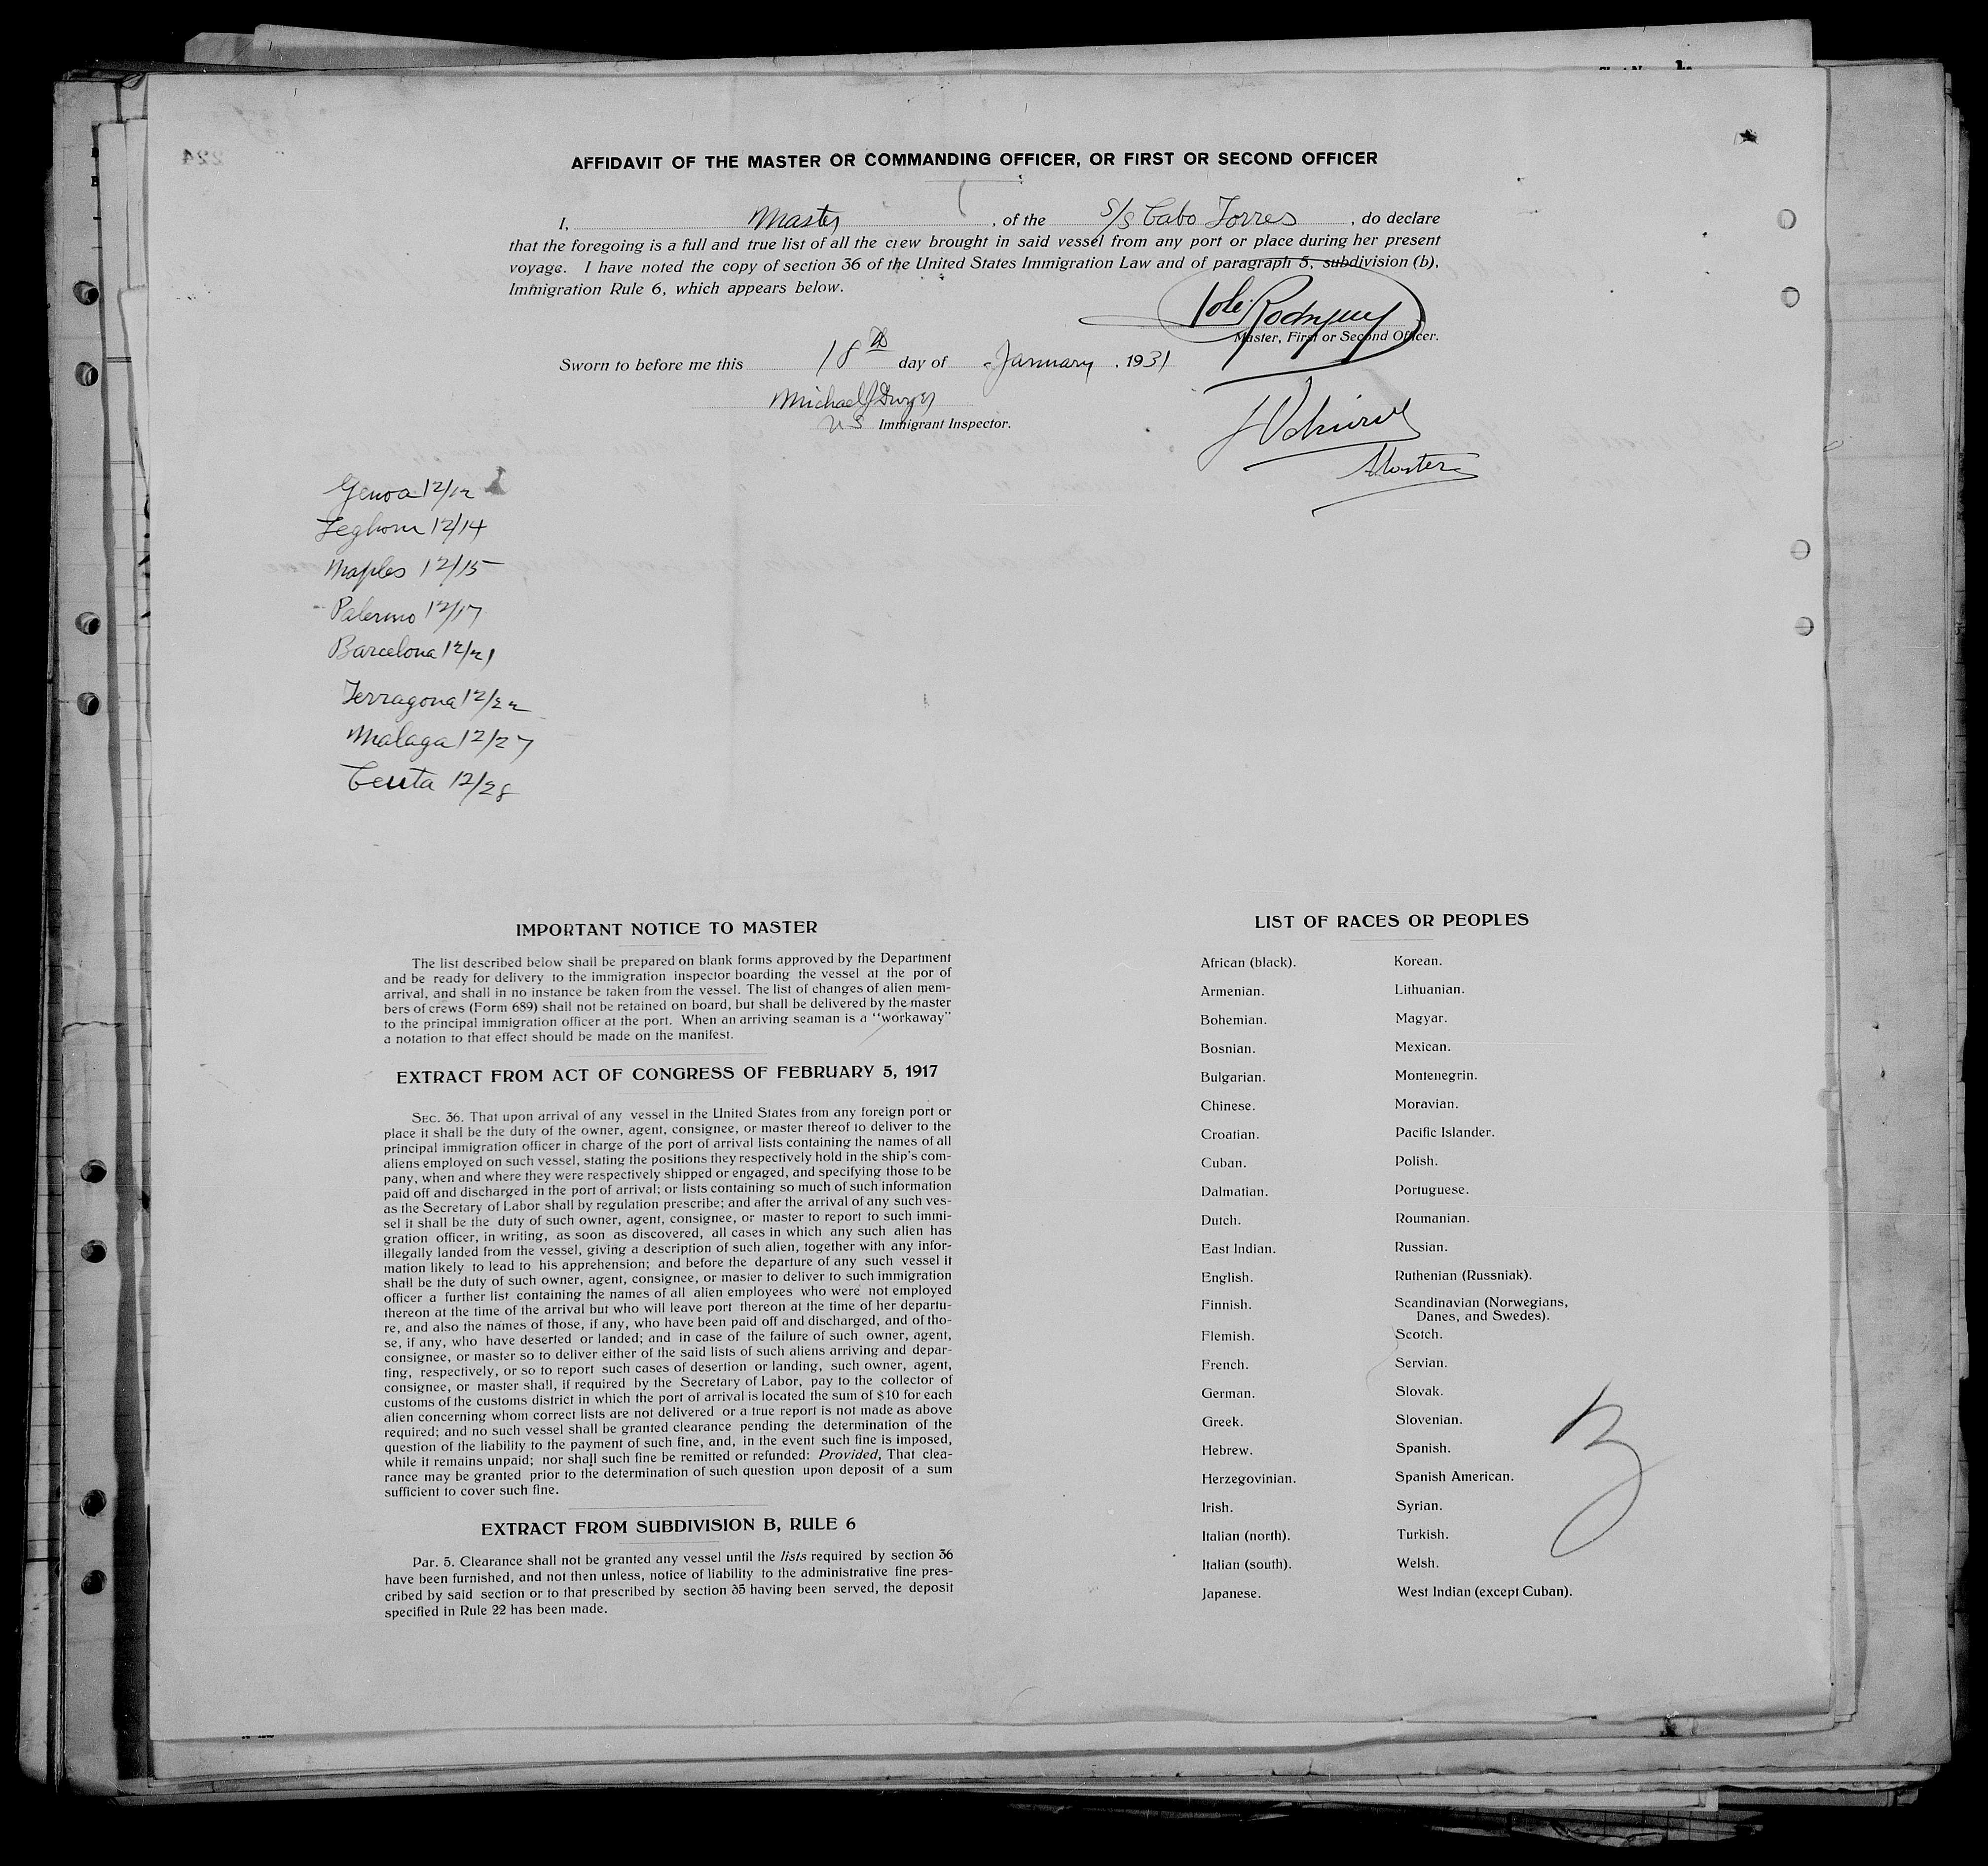 AFFIDAVIT OF THE MASTER OR COMMANDING OFFICER, OR FIRST OR SECOND OFFICER
I, Master, of the S/S Cabo Torres, do declare
that the foregoing is a full and true list of all the crew brought in said vessel from any port or place during her present
voyage. I have noted the copy of section 36 of the United States Immigration Law and of paragraph 5, subdivision (b),
Immigration Rule 6, which appears below.
Master, First or Second Officer.
Sworn to before me this 18th day of January, 1931
Michael J Dwyer
US Immigrant Inspector.
Master
Genoa 12/12
Leghorn 12/14
Naples 12/15
Palermo 12/17
Barcelona 12/21
Terragona 12/22
Malaga 12/27
Ceuta 12/28
IMPORTANT NOTICE TO MASTER
The list described below shall be prepared on blank forms approved by the Department
and be ready for delivery to the immigration inspector boarding the vessel at the por of
arrival, and shall in no instance be taken from the vessel. The list of changes of alien mem-
bers of crews (Form 689) shall not be retained on board, but shall be delivered by the master
to the principal immigration officer at the port. When an arriving seaman is a "workaway"
a notation to that effect should be made on the manifest.
EXTRACT FROM ACT OF CONGRESS OF FEBRUARY 5, 1917
SEC. 36. That upon arrival of any vessel in the United States from any foreign port or
place it shall be the duty of the owner, agent, consignee, or master thereof to deliver to the
principal immigration officer in charge of the port of arrival lists containing the names of all
aliens employed on such vessel, stating the positions they respectively hold in the ship's com-
pany, when and where they were respectively shipped or engaged, and specifying those to be
paid off and discharged in the port of arrival; or lists containing so much of such information
as the Secretary of Labor shall by regulation prescribe; and after the arrival of any such ves-
sel it shall be the duty of such owner, agent, consignee, or master to report to such immi-
gration officer, in writing, as soon as discovered, all cases in which any such alien has
illegally landed from the vessel, giving a description of such alien, together with any infor-
mation likely to lead to his apprehension; and before the departure of any such vessel it
shall be the duty of such owner, agent, consignee, or master to deliver to such immigration
officer a further list containing the names of all alien employees who were not employed
thereon at the time of the arrival but who will leave port thereon at the time of her departu-
re, and also the names of those, if any, who have been paid off and discharged, and of tho-
se, if any, who have deserted or landed; and in case of the failure of such owner, agent,
consignee, or master so to deliver either of the said lists of such aliens arriving and depar-
ting, respectively, or so to report such cases of desertion or landing, such owner, agent,
consignee, or master shall, if required by the Secretary of Labor, pay to the collector of
customs of the customs district in which the port of arrival is located the sum of $10 for each
alien concerning whom correct lists are not delivered or a true report is not made as above
required; and no such vessel shall be granted clearance pending the determination of the
question of the liability to the payment of such fine, and, in the event such fine is imposed,
while it remains unpaid; nor shall such fine be remitted or refunded: Provided, That clea-
rance may be granted prior to the determination of such question upon deposit of a sum
sufficient to cover such fine.
EXTRACT FROM SUBDIVISION B, RULE 6
Par. 5. Clearance shall not be granted any vessel until the lists required by section 36
have been furnished, and not then unless, notice of liability to the administrative fine pres-
cribed by said section or to that prescribed by section 35 having been served, the deposit
specified in Rule 22 has been made.
LIST OF RACES OR PEOPLES
African (black).
Armenian.
Bohemian.
Bosnian.
Bulgarian.
Chinese.
Croatian.
Cuban.
Dalmatian.
Dutch.
East Indian.
English.
Finnish.
Flemish.
French.
German.
Greek.
Hebrew.
Herzegovinian.
Irish.
Italian (north).
Italian (south).
Japanese.
Korean.
Lithuanian.
Magyar.
Mexican.
Montenegrin.
Moravian.
Pacific Islander.
Polish.
Portuguese.
Roumanian.
Russian.
Ruthenian (Russniak).
Scandinavian (Norwegians,
Danes, and Swedes).
Scotch.
Servian.
Slovak.
Slovenian.
Spanish.
Spanish American.
Syrian.
Turkish.
Welsh.
West Indian (except Cuban).